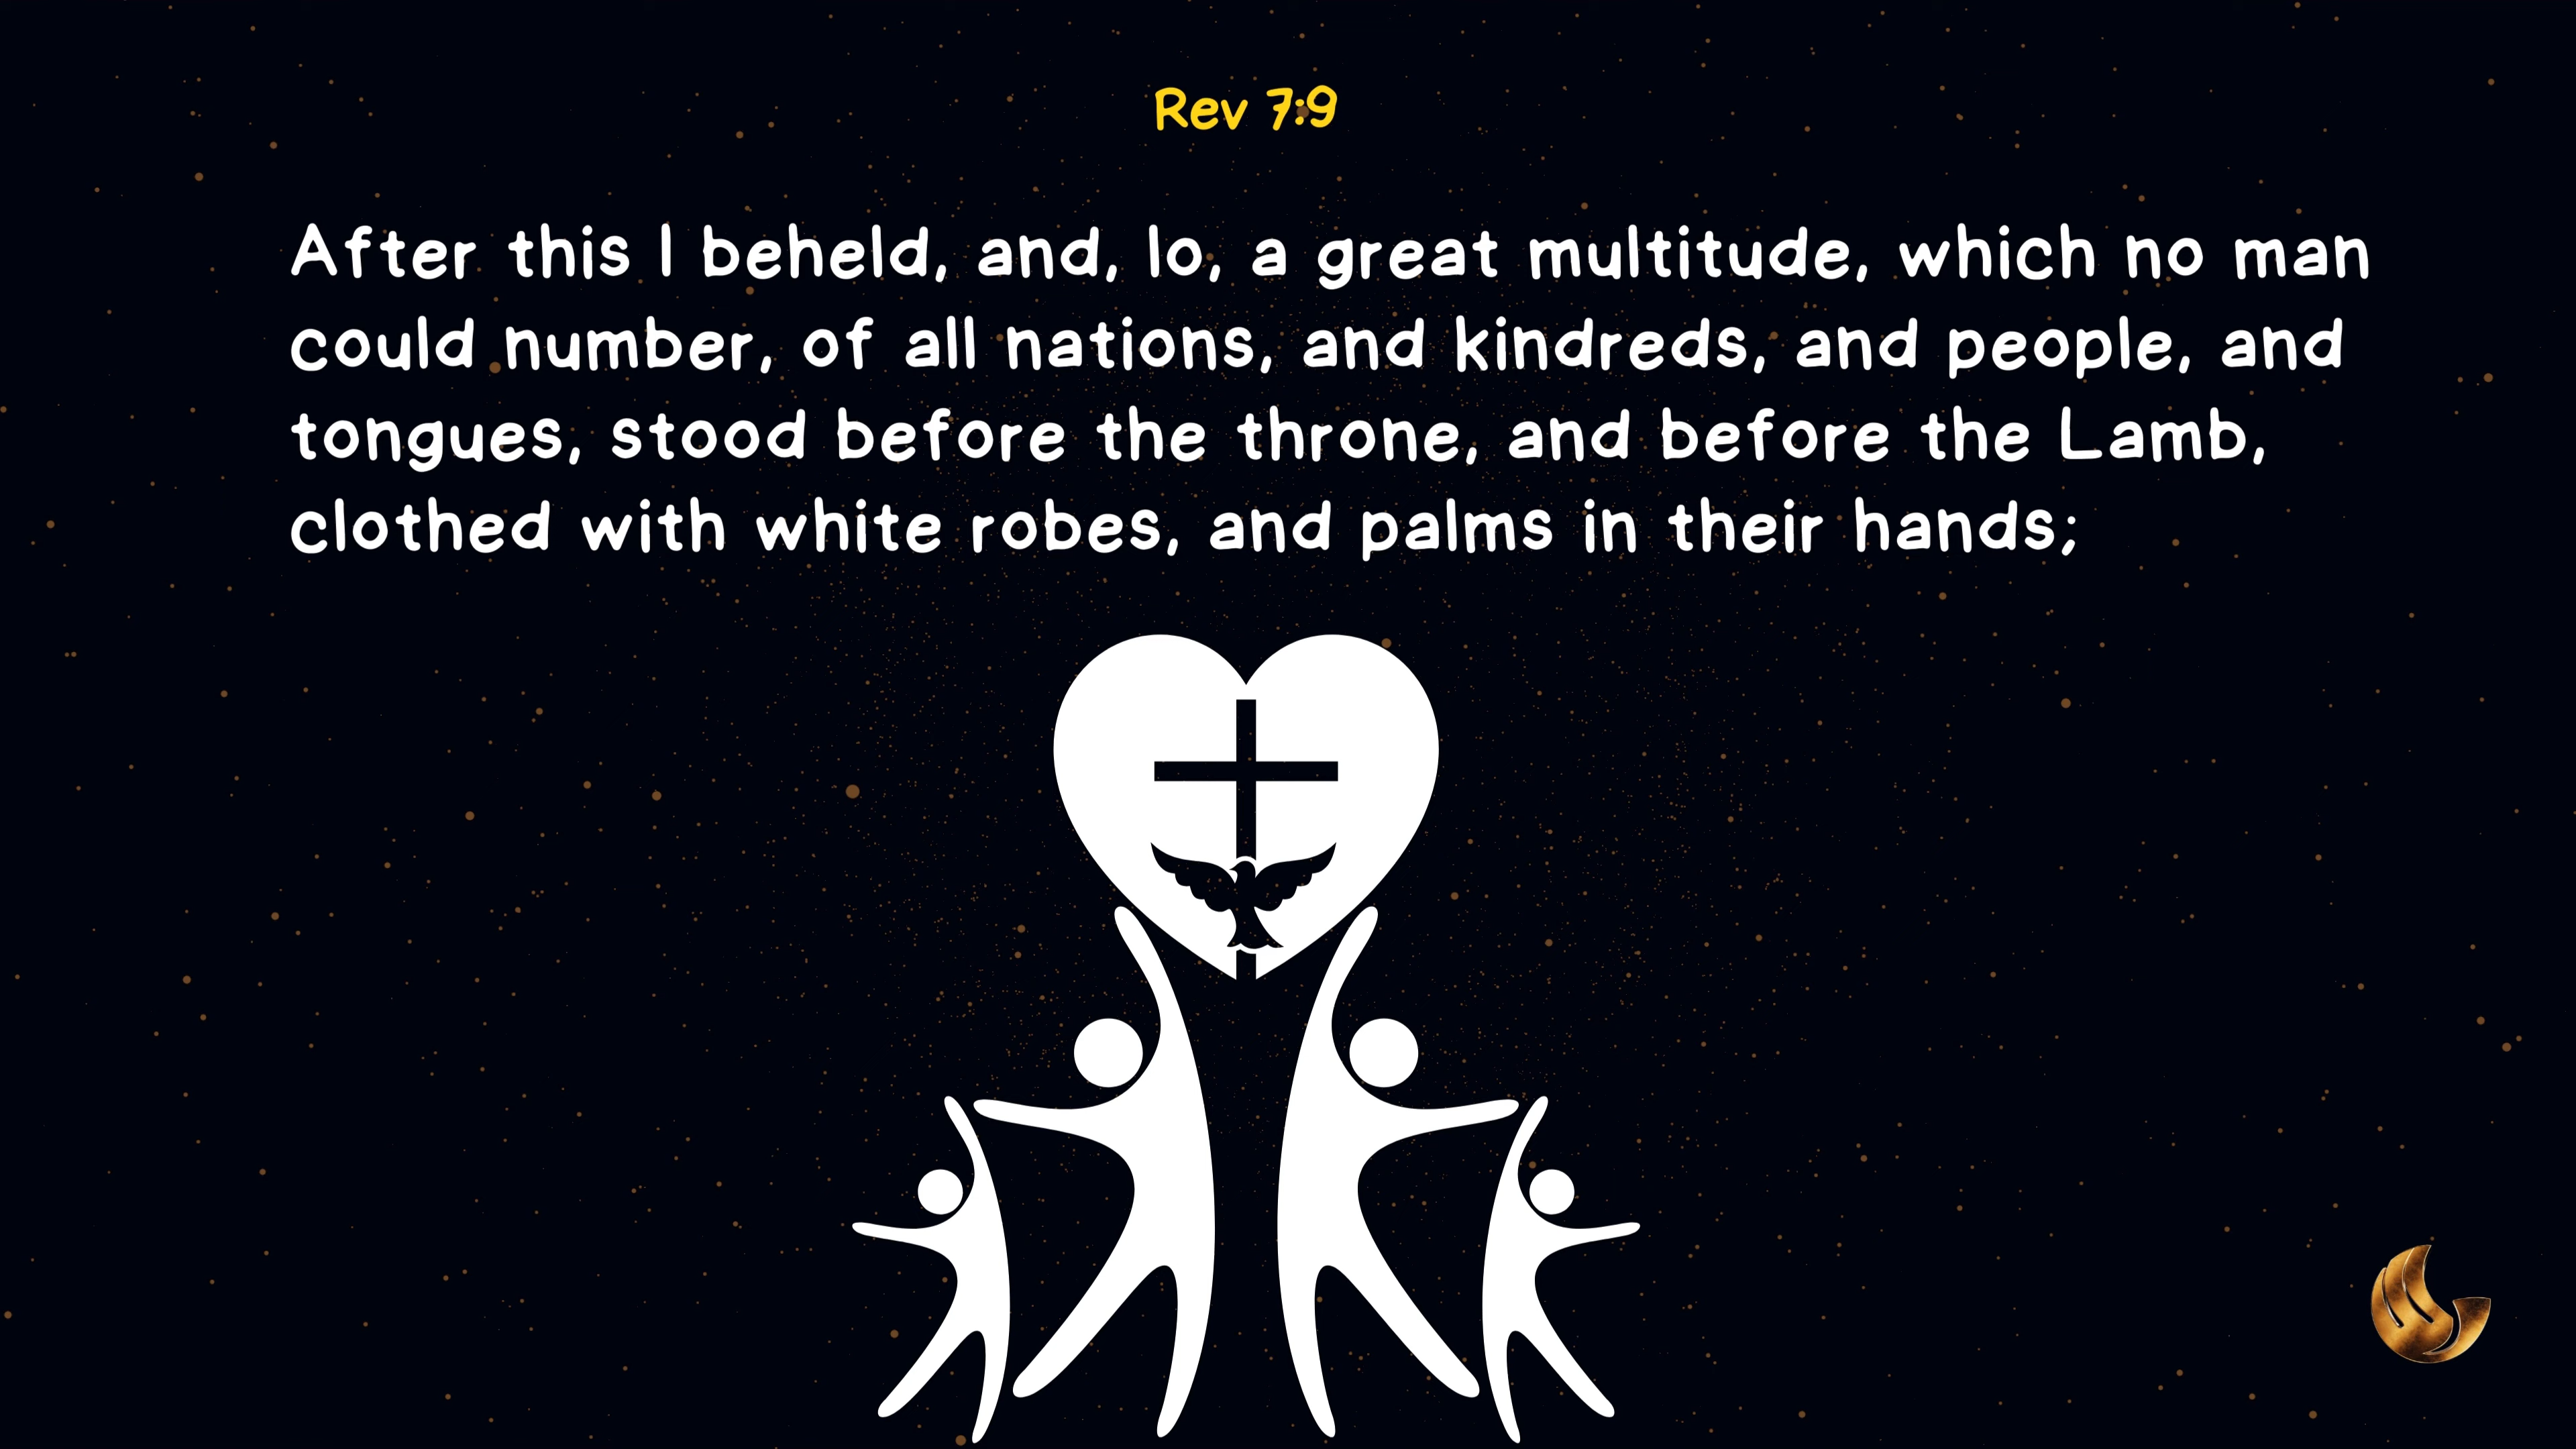 Rev 7:9
After this I beheld, and, lo, a great multitude, which no man
could number, of all nations, and kindreds, and people, and
tongues, stood before the throne, and before the Lamb,
clothed with white robes, and palms in their hands;